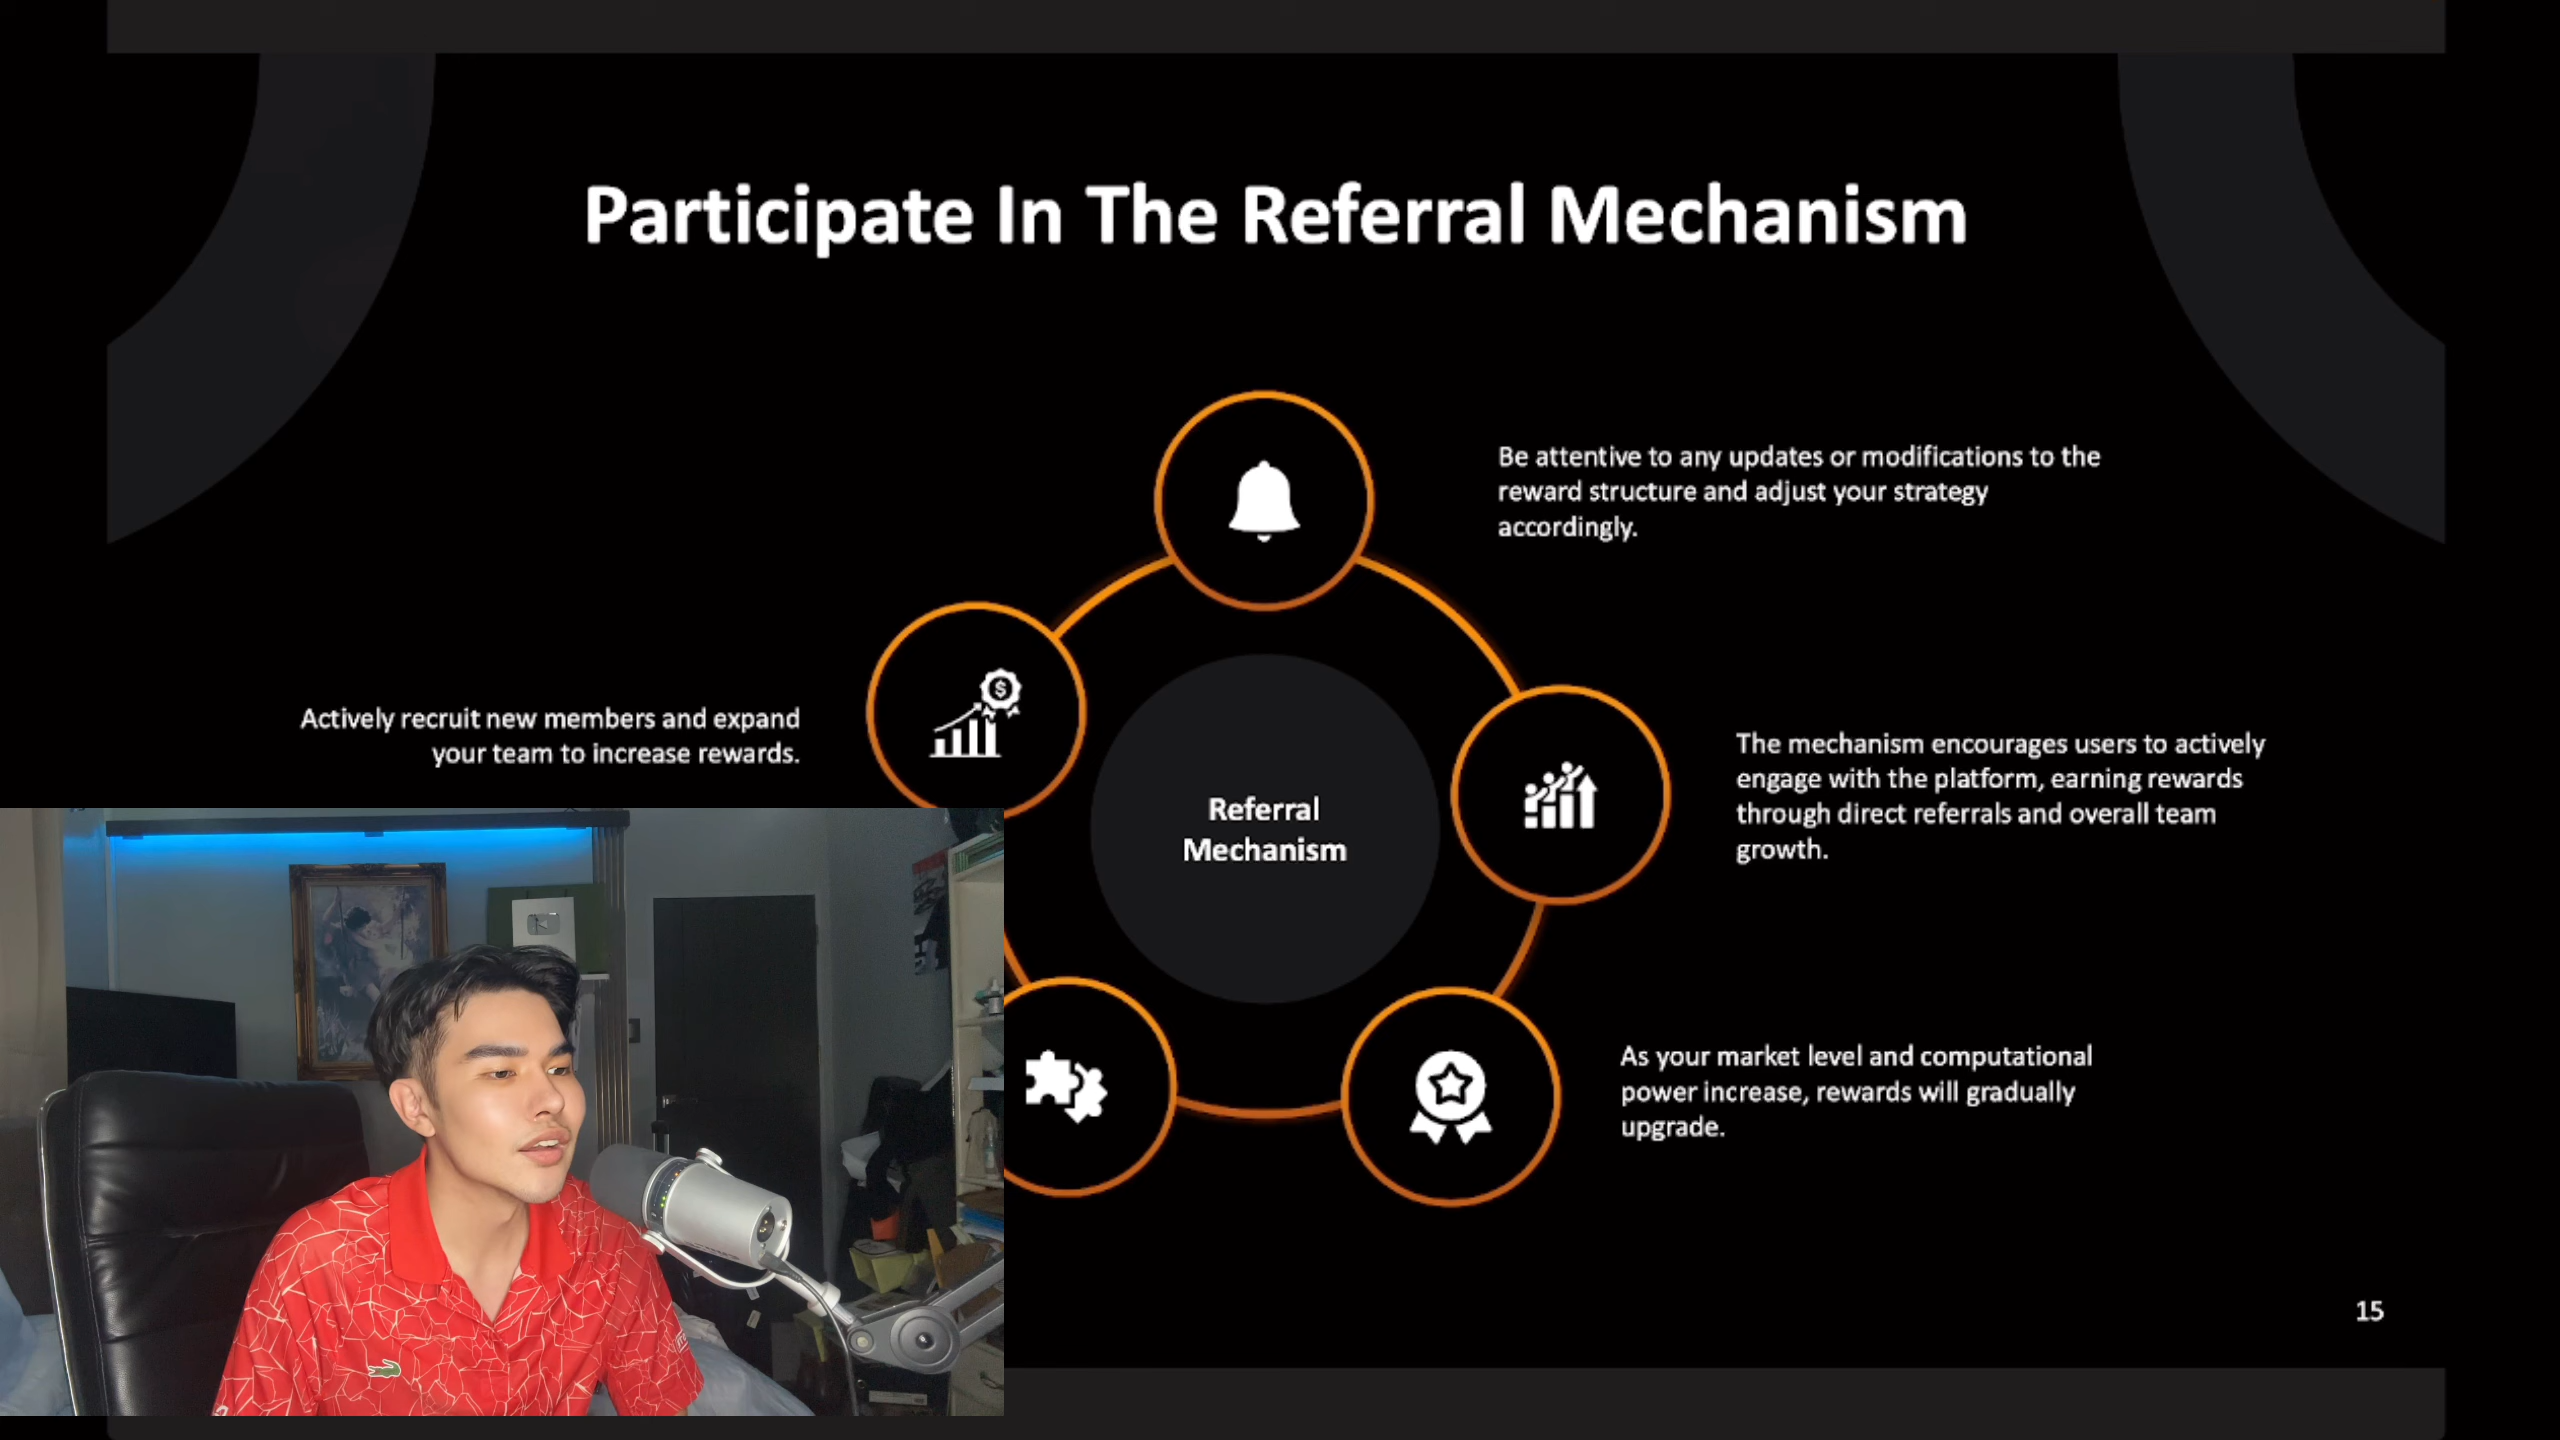 Participate In The Referral Mechanism
Be attentive to any updates or modifications to the
reward structure and adjust your strategy
accordingly.
Actively recruit new members and expand
your team to increase rewards.
The mechanism encourages users to actively
engage with the platform, earning rewards
through direct referrals and overall team
growth.
Referral
Mechanism
As your market level and computational
power increase, rewards will gradually
upgrade.
15